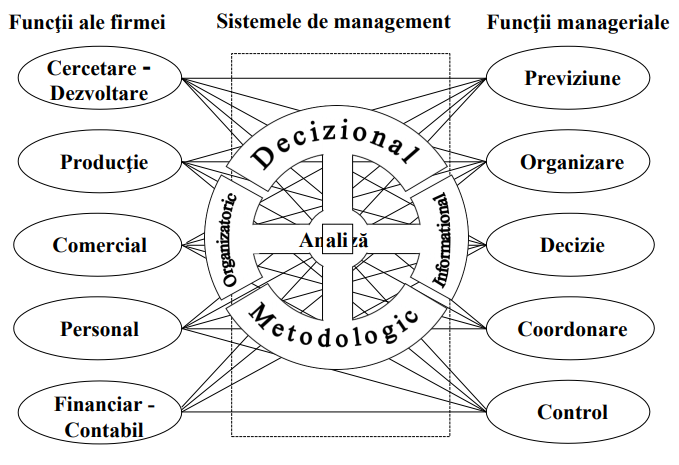 Funcţii ale firmei
Sistemele de management
Funcţii manageriale
Cercetare -
Dezvoltare
Previziune
Decizional
Producţie
Organizare
Organizatoric
Informational
Comercial
Analiză
Decizie
Personal
Metodologic
Coordonare
Financiar -
Contabil
Control